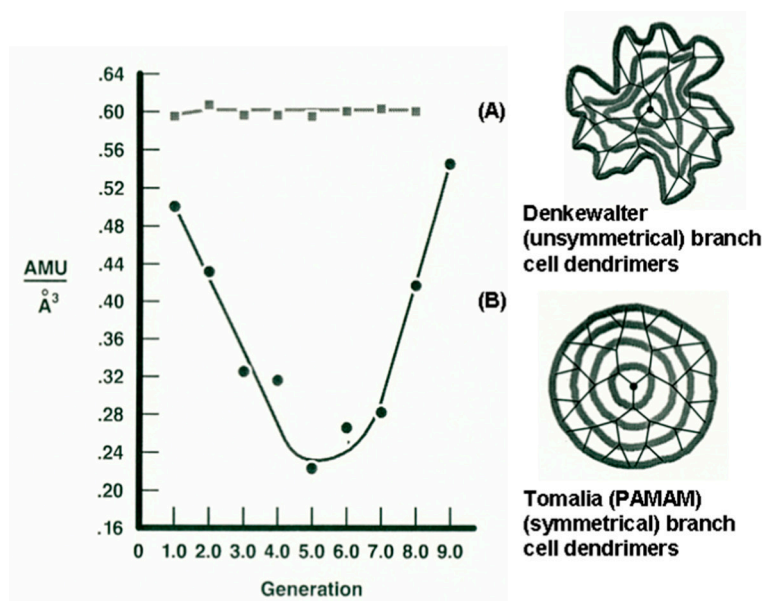 .64
.60
.56
.52
.48
.44
.40
.36
.32
.28
.24
.20
.16
AMU
Å3
0 1.0 2.0 3.0 4.0 5.0 6.0 7.0 8.0 9.0
Generation
(A)
Denkewalter
(unsymmetrical) branch
cell dendrimers
(B)
Tomalia (PAMAM)
(symmetrical) branch
cell dendrimers